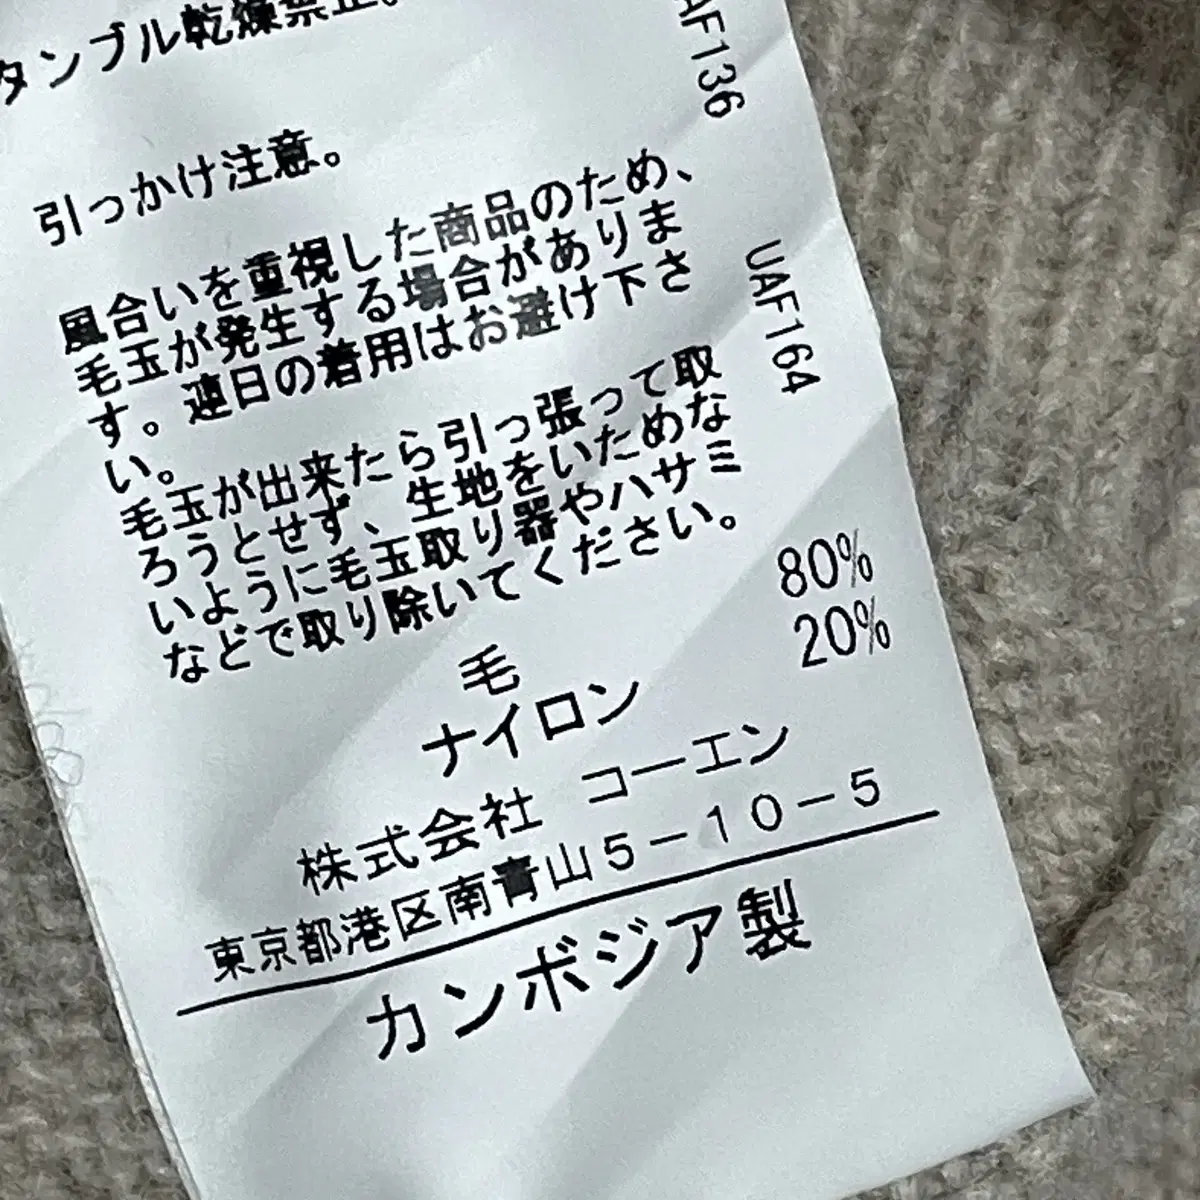 タンブル乾燥禁止。
引っかけ注意。
風合いを重視した商品のため、
毛玉が発生する場合がありま
す。連日の着用はお避け下さ
い。
毛玉が出来たら引っ張って取
ろうとせず、生地をいためな
いように毛玉取り器やハサミ
などで取り除いてください。
毛 80%
ナイロン 20%
株式会社 コーエン
東京都港区南青山5-10-5
カンボジア製
AF136
UAF164